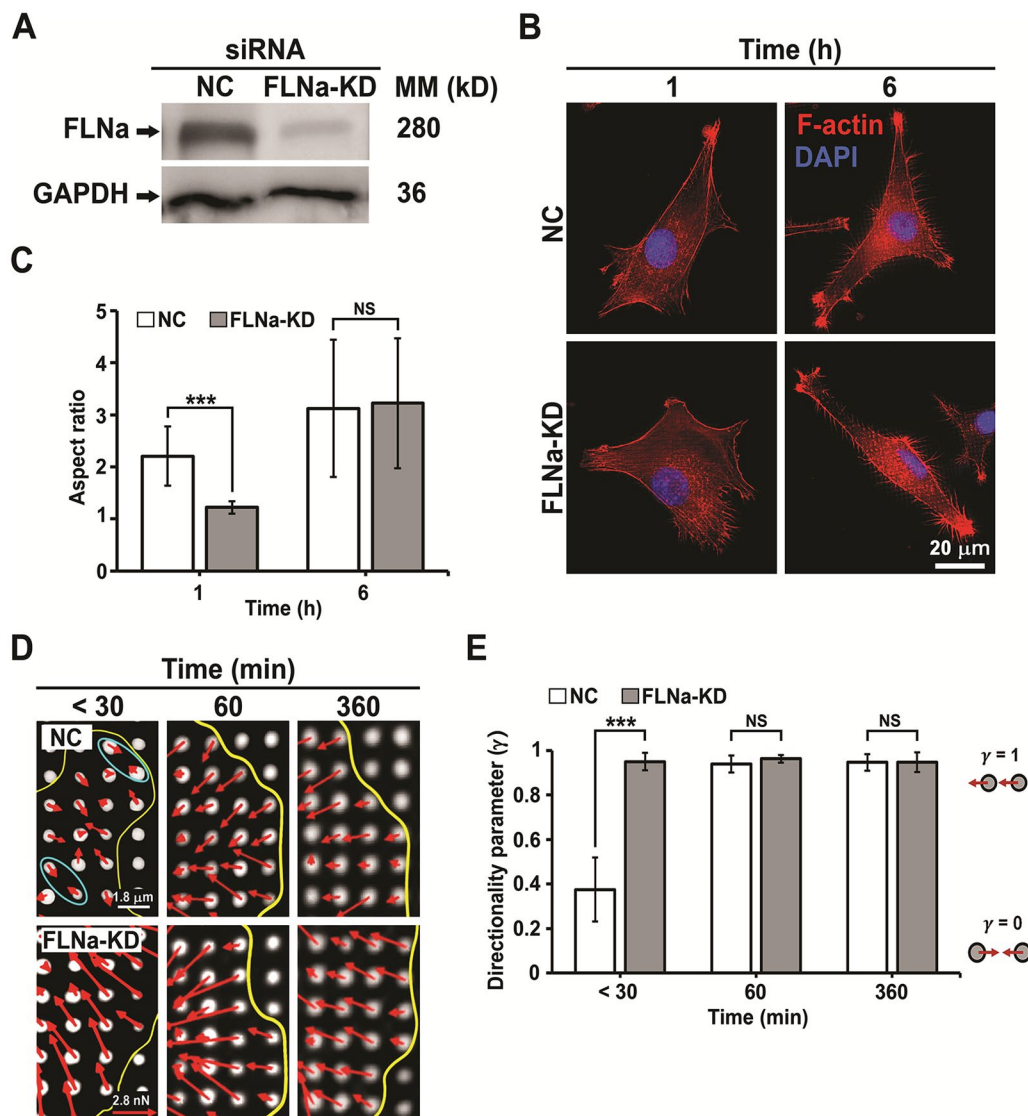 A
siRNA
NC FLNa-KD MM (kD)
FLNa 280
GAPDH 36
B
Time (h)
1 6
F-actin
DAPI
NC
FLNa-KD
20 μm
C
NC FLNa-KD
Aspect ratio
5
4
3
2
1
0
***
NS
1 6
Time (h)
D
Time (min)
< 30 60 360
NC
1.8 μm
FLNa-KD
2.8 nN
E
NC FLNa-KD
Directionality parameter (γ)
1
0.8
0.6
0.4
0.2
0
***
NS
NS
< 30 60 360
Time (min)
γ = 1
γ = 0